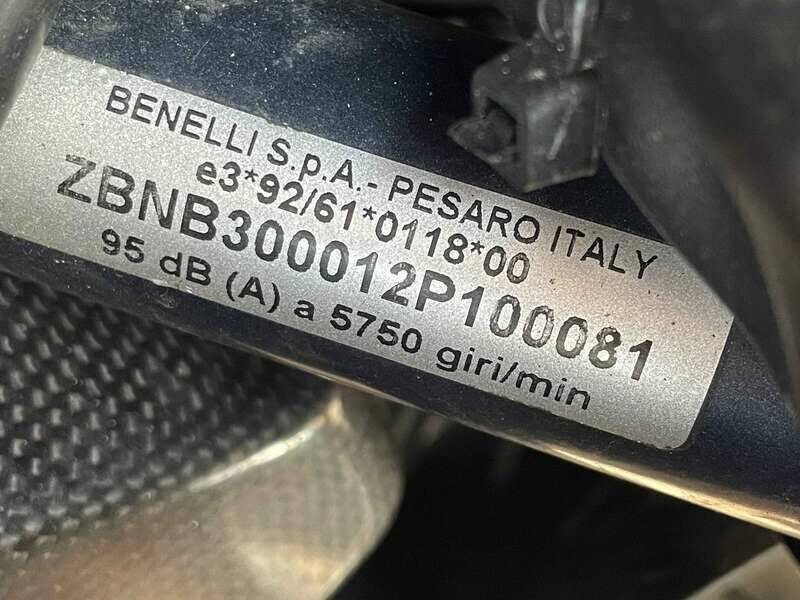 BENELLI S.p.A.- PESARO ITALY
e3*92/61*0118*00
ZBNB300012P100081
95 dB (A) a 5750 giri/min